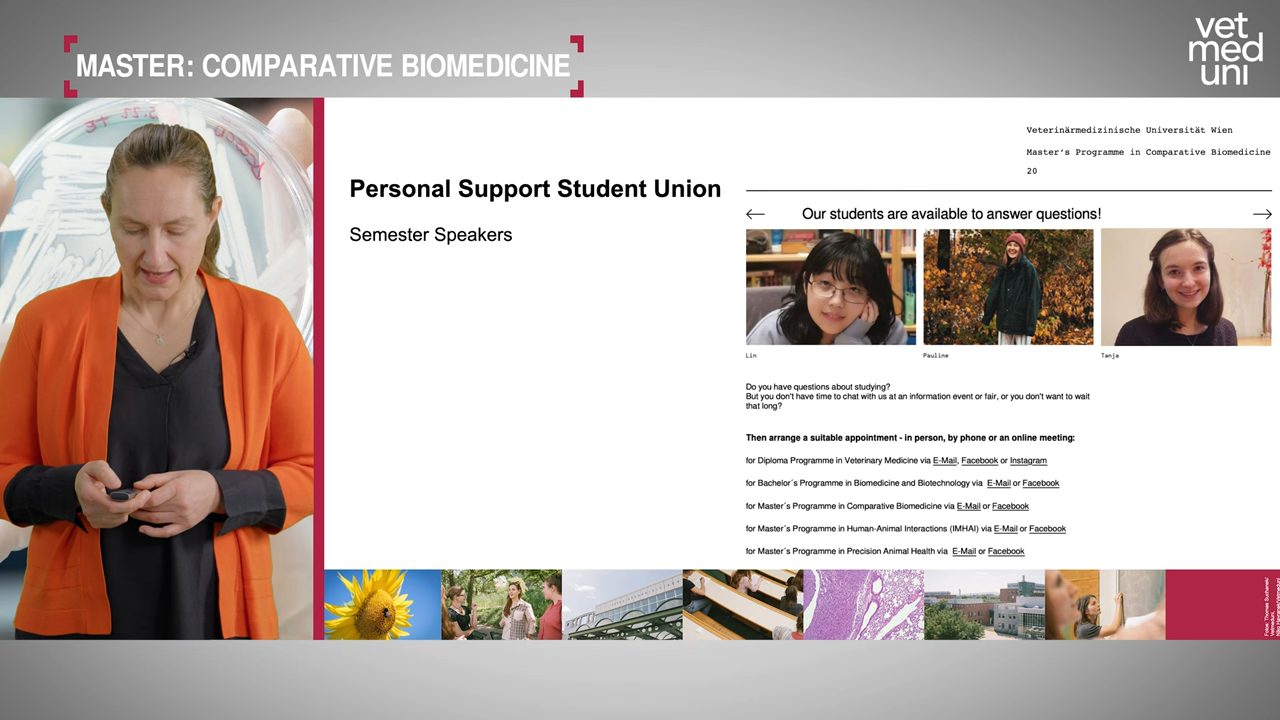 MASTER: COMPARATIVE BIOMEDICINE
vet
med
uni
Veterinärmedizinische Universität Wien
Master's Programme in Comparative Biomedicine
20
Personal Support Student Union
Semester Speakers
Our students are available to answer questions!
Lin
Pauline
Tanja
Do you have questions about studying?
But you don't have time to chat with us at an information event or fair, or you don't want to wait
that long?
Then arrange a suitable appointment - in person, by phone or an online meeting:
for Diploma Programme in Veterinary Medicine via E-Mail, Facebook or Instagram
for Bachelor´s Programme in Biomedicine and Biotechnology via E-Mail or Facebook
for Master´s Programme in Comparative Biomedicine via E-Mail or Facebook
for Master´s Programme in Human-Animal Interactions (IMHAI) via E-Mail or Facebook
for Master´s Programme in Precision Animal Health via E-Mail or Facebook
Fotos: Thomas Suchanek/
Vetmeduni,